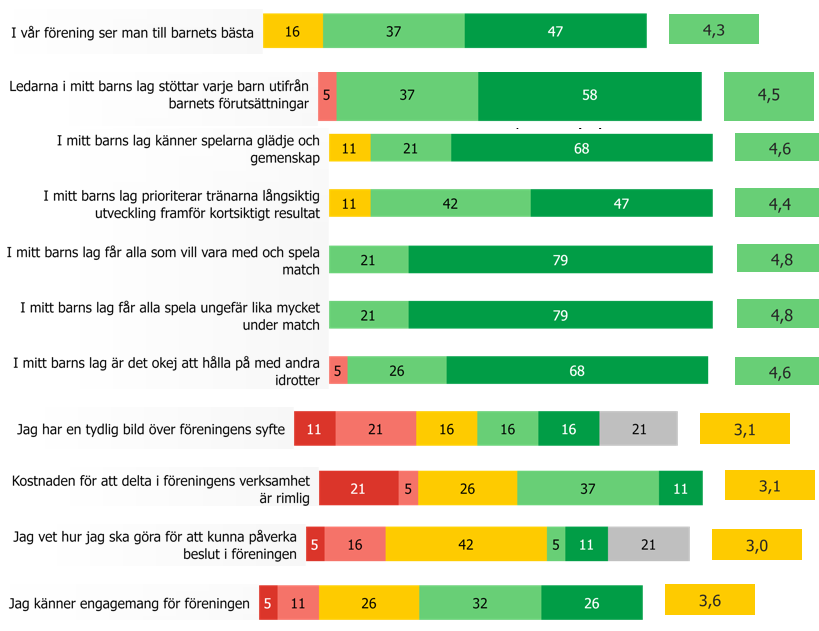 I vår förening ser man till barnets bästa 16 37 47 4,3
Ledarna i mitt barns lag stöttar varje barn utifrån
barnets förutsättningar
5 37 58 4,5
I mitt barns lag känner spelarna glädje och
gemenskap
11 21 68 4,6
I mitt barns lag prioriterar tränarna långsiktig
utveckling framför kortsiktigt resultat
11 42 47 4,4
I mitt barns lag får alla som vill vara med och spela
match
21 79 4,8
I mitt barns lag får alla spela ungefär lika mycket
under match
21 79 4,8
I mitt barns lag är det okej att hålla på med andra
idrotter
5 26 68 4,6
Jag har en tydlig bild över föreningens syfte 11 21 16 16 16 21 3,1
Kostnaden för att delta i föreningens verksamhet
är rimlig
21 5 26 37 11 3,1
Jag vet hur jag ska göra för att kunna påverka
beslut i föreningen
5 16 42 5 11 21 3,0
Jag känner engagemang för föreningen 5 11 26 32 26 3,6